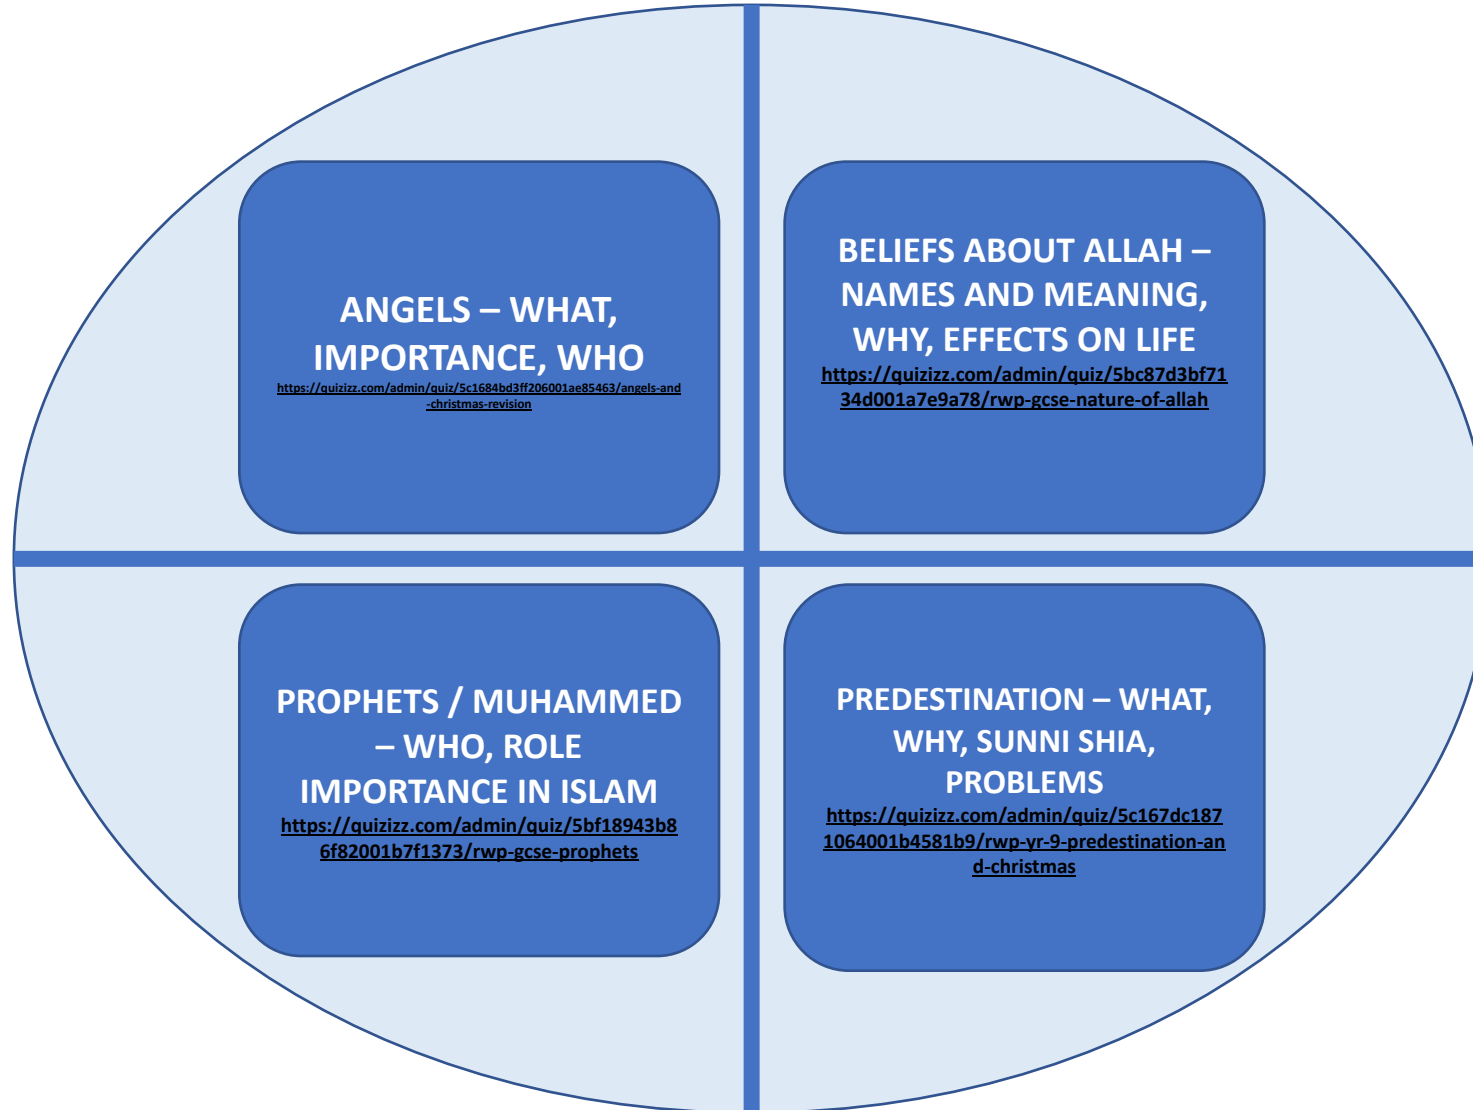 ANGELS – WHAT,
IMPORTANCE, WHO
https://quizizz.com/admin/quiz/5c1684bd3ff206001ae85463/angels-and
-christmas-revision
BELIEFS ABOUT ALLAH –
NAMES AND MEANING,
WHY, EFFECTS ON LIFE
https://quizizz.com/admin/quiz/5bc87d3bf71
34d001a7e9a78/rwp-gcse-nature-of-allah
PROPHETS / MUHAMMED
– WHO, ROLE
IMPORTANCE IN ISLAM
https://quizizz.com/admin/quiz/5bf18943b8
6f82001b7f1373/rwp-gcse-prophets
PREDESTINATION – WHAT,
WHY, SUNNI SHIA,
PROBLEMS
https://quizizz.com/admin/quiz/5c167dc187
1064001b4581b9/rwp-yr-9-predestination-an
d-christmas